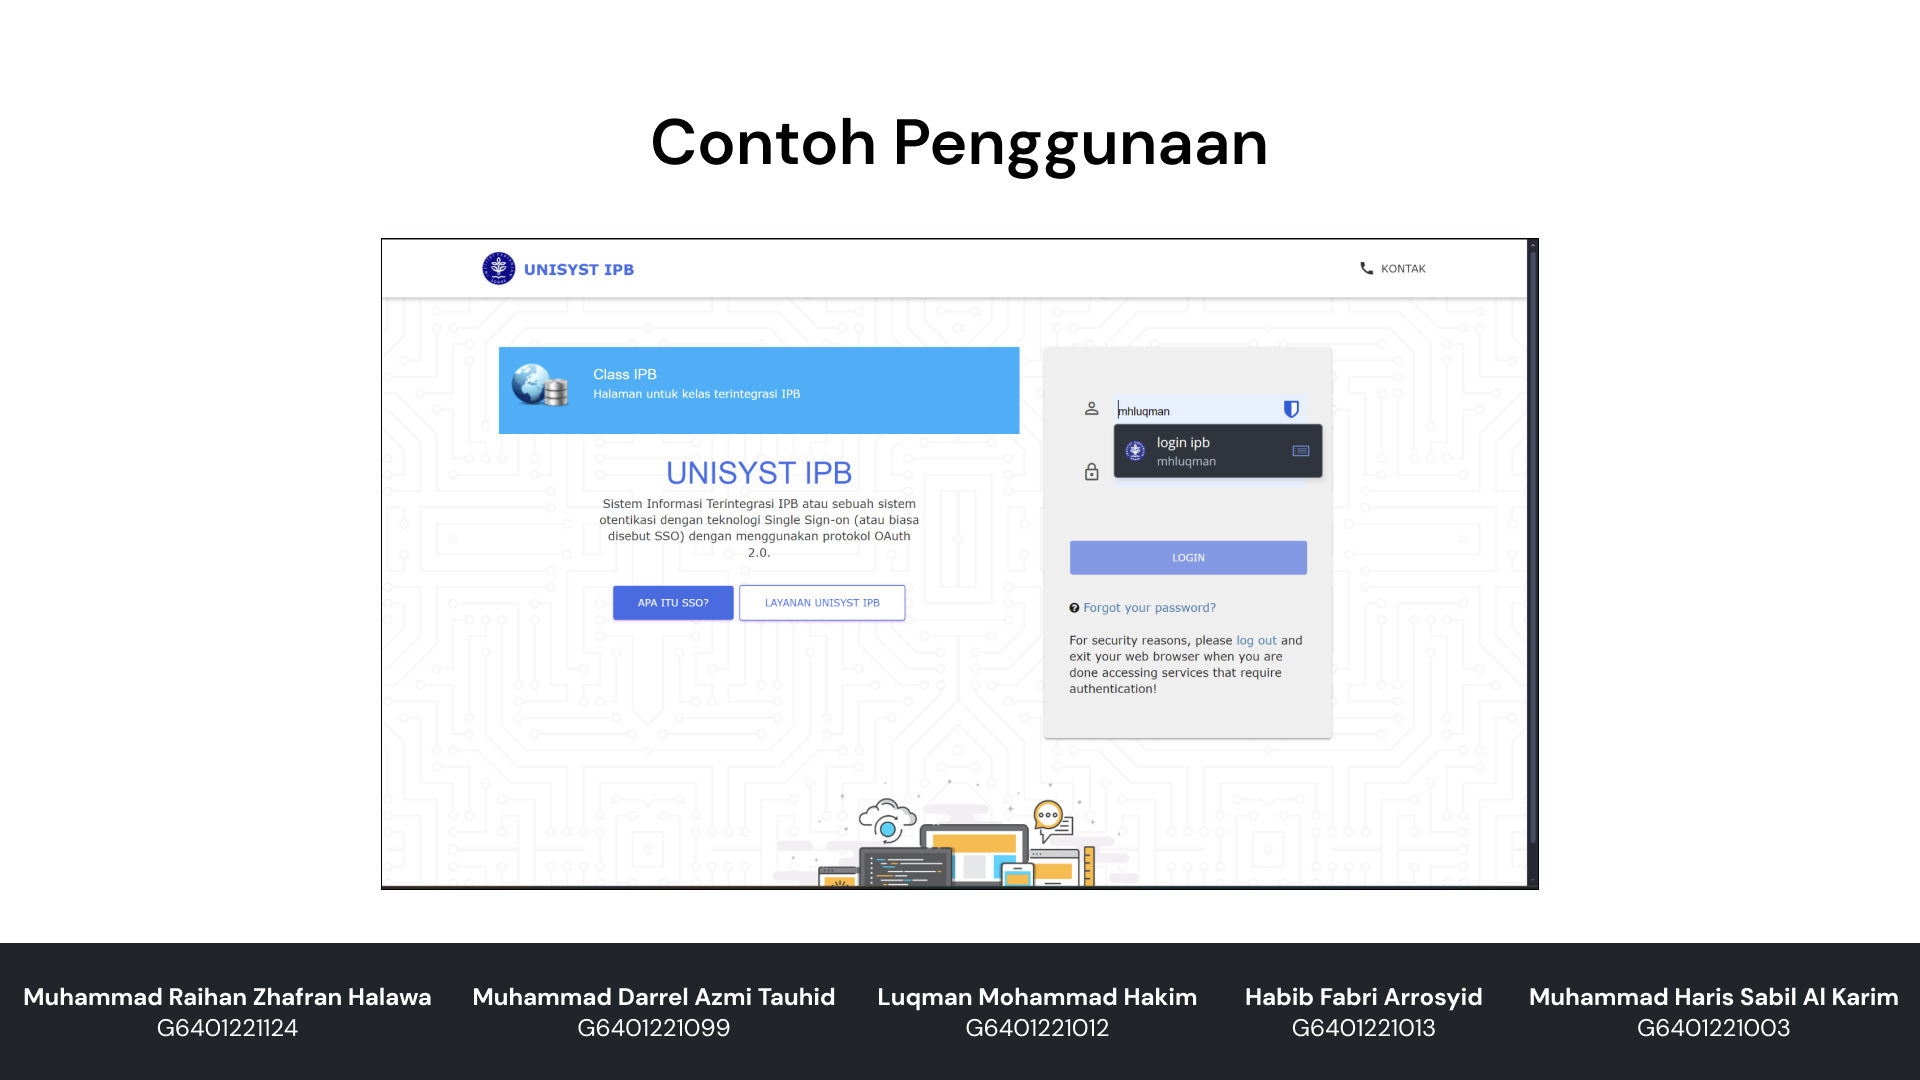 Contoh Penggunaan
UNISYST IPB
KONTAK
Class IPB
Halaman untuk kelas terintegrasi IPB
UNISYST IPB
Sistem Informasi Terintegrasi IPB atau sebuah sistem
otentikasi dengan teknologi Single Sign-on (atau biasa
disebut SSO) dengan menggunakan protokol OAuth
2.0.
APA ITU SSO?
LAYANAN UNISYST IPB
mhluqman
login ipb
mhluqman
LOGIN
Forgot your password?
For security reasons, please log out and
exit your web browser when you are
done accessing services that require
authentication!
Muhammad Raihan Zhafran Halawa
G6401221124
Muhammad Darrel Azmi Tauhid
G6401221099
Luqman Mohammad Hakim
G6401221012
Habib Fabri Arrosyid
G6401221013
Muhammad Haris Sabil Al Karim
G6401221003